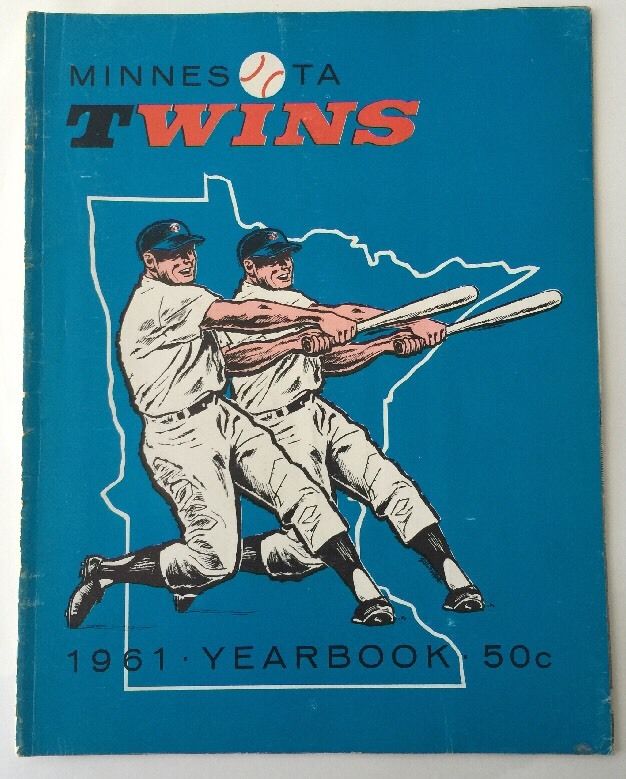 MINNESOTA
TWINS
1961 · YEARBOOK · 50c